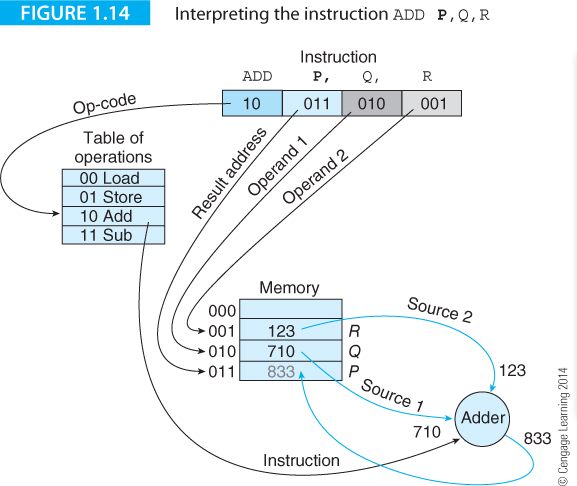 FIGURE 1.14 Interpreting the instruction ADD P,Q,R
Instruction
ADD P, Q, R
10 011 010 001
Op-code
Result address
Operand 1
Operand 2
Table of
operations
00 Load
01 Store
10 Add
11 Sub
Memory
000
001 123 R
010 710 Q
011 833 P
Source 2
123
Source 1
710
Adder
833
Instruction
© Cengage Learning 2014